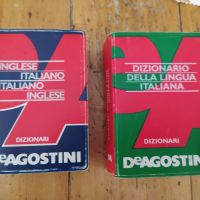 INGLESE
ITALIANO
ITALIANO
INGLESE
DIZIONARI
DEAGOSTINI
DIZIONARIO
DELLA LINGUA
ITALIANA
DIZIONARI
DEAGOSTINI